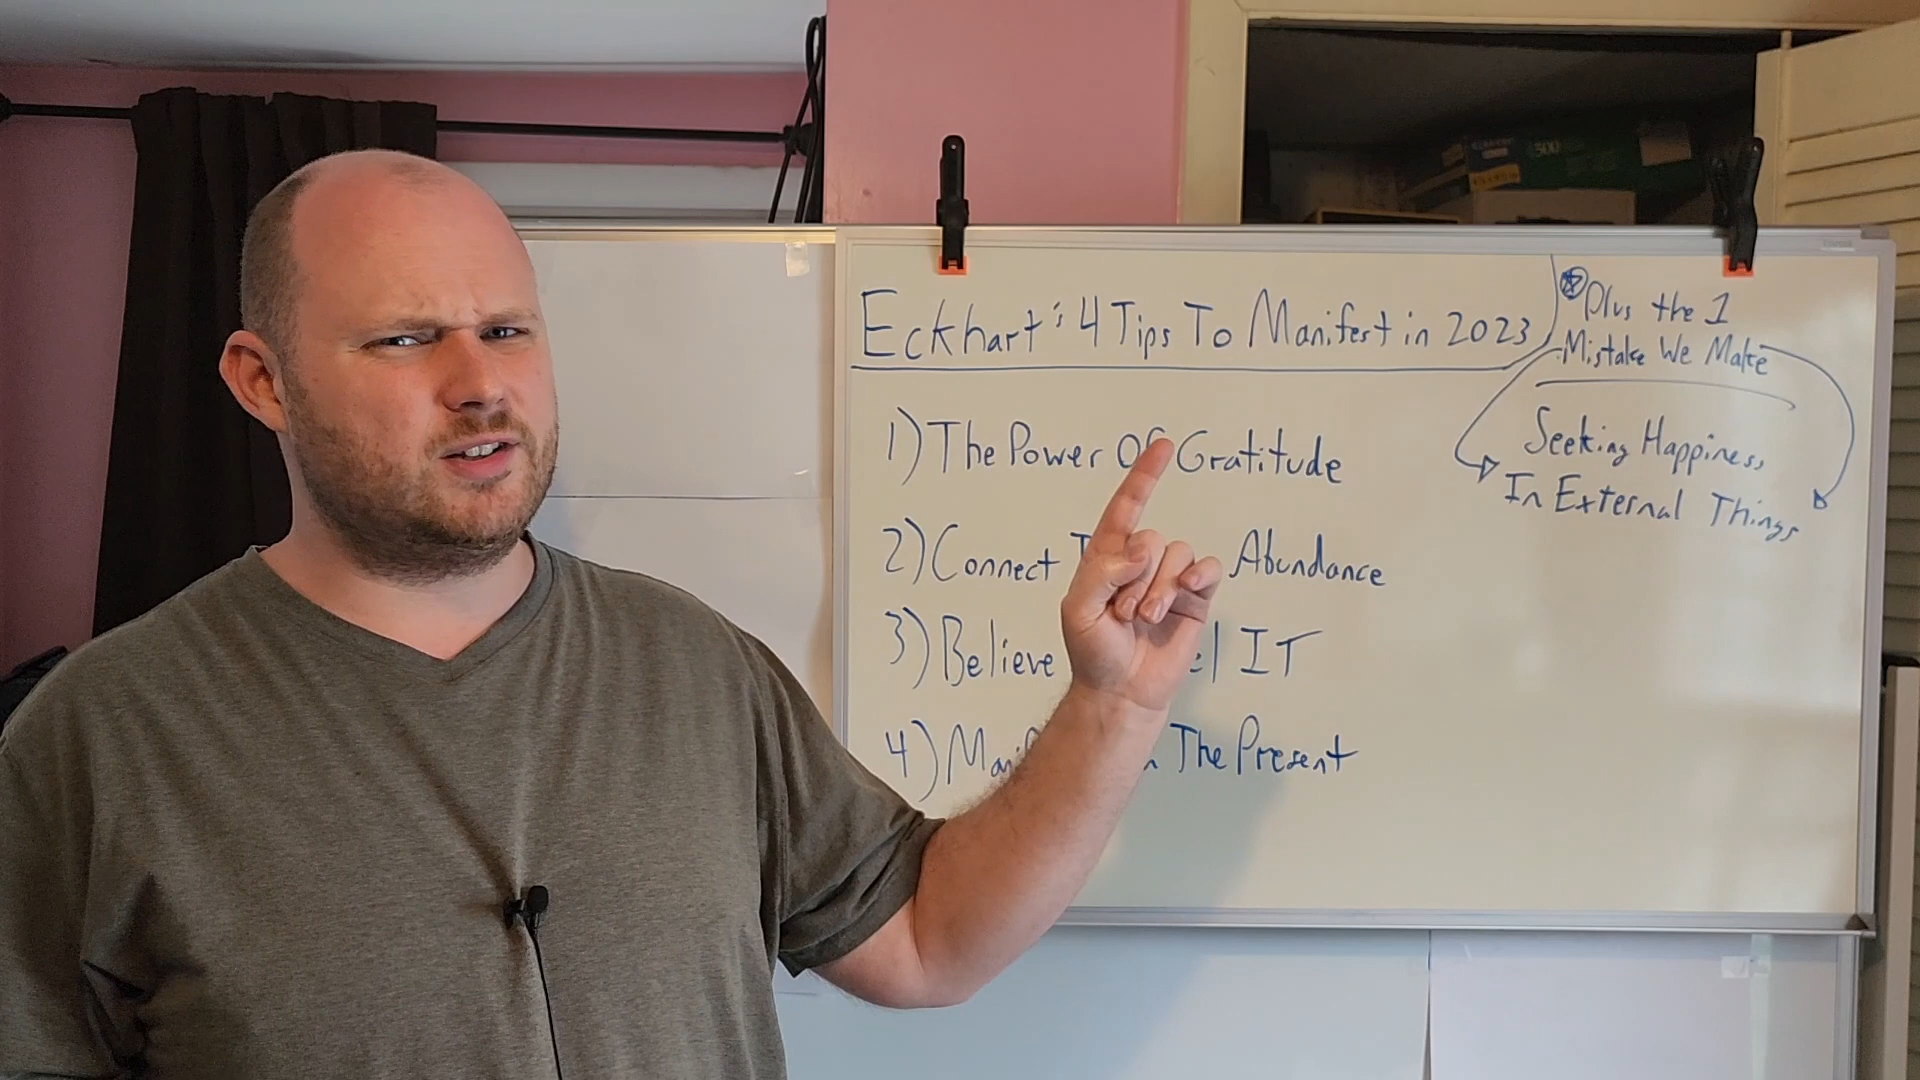 Eckhart: 4 Tips To Manifest in 2023
Plus the 1
Mistake We Make
Seeking Happiness
In External Things
1) The Power Of Gratitude
2) Connect Abundance
3) Believe IT
4) The Present
500